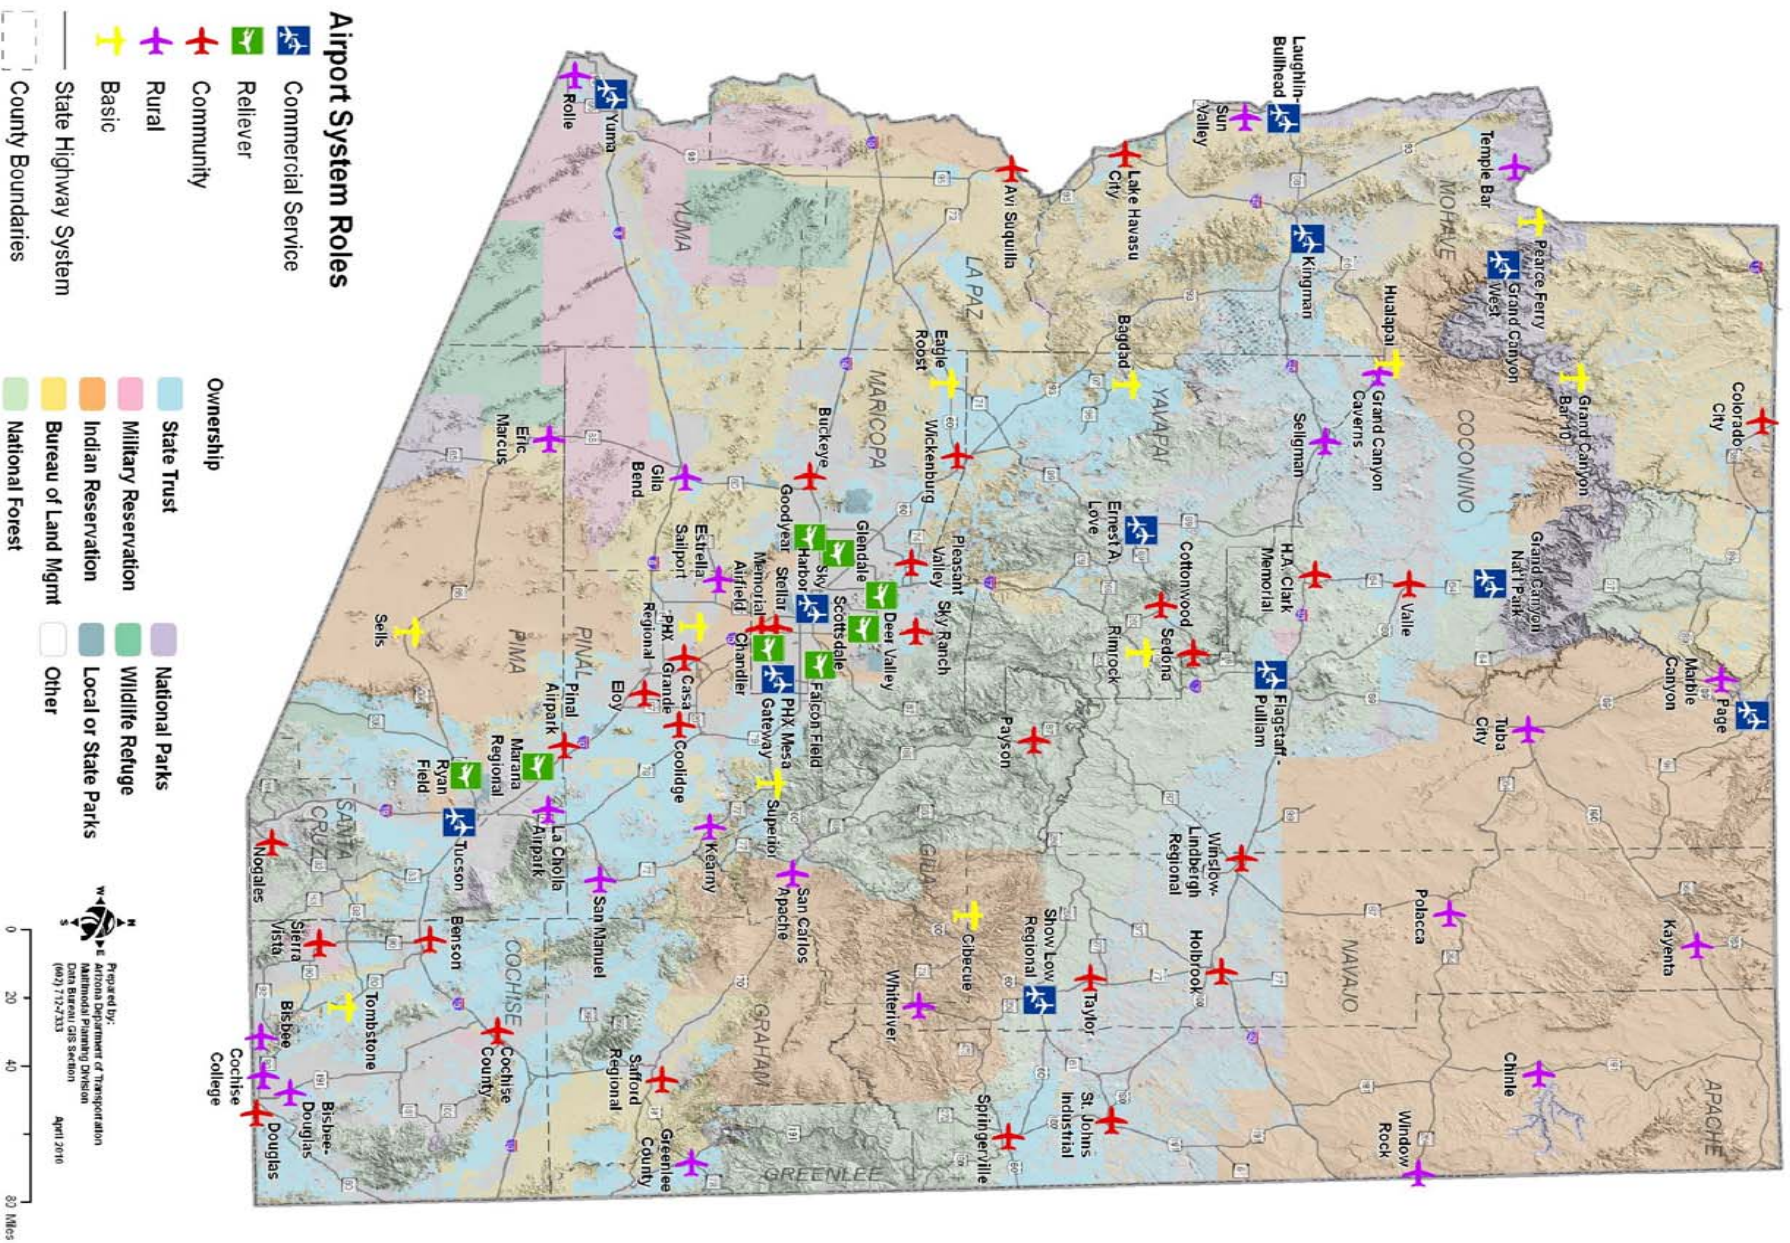 Airport System Roles
Commercial Service
Reliever
Community
Rural
Basic
State Highway System
County Boundaries
Ownership
State Trust
Military Reservation
Indian Reservation
Bureau of Land Mgmt
National Forest
National Parks
Wildlife Refuge
Local or State Parks
Other
Prepared by:
Arizona Department of Transportation
Multimodal Planning Division
Data Bureau GIS Section
(602) 712-7333
April 2010
0
20
40
80 Miles
Colorado
City
Marble
Canyon
Page
Kayenta
APACHE
Grand Canyon
Bar 10
Pearce Ferry
Temple Bar
Grand Canyon
West
MOHAVE
COCONINO
Grand Canyon
Nat'l Park
Tuba
City
Chinle
Polacca
Window
Rock
NAVAJO
Hualapai
Grand Canyon
Caverns
Valle
Laughlin-
Bullhead
Sun
Valley
Kingman
Seligman
H.A. Clark
Memorial
Flagstaff -
Pulliam
Winslow-
Lindbergh
Regional
Holbrook
Lake Havasu
City
Bagdad
YAVAPAI
Ernest A.
Love
Cottonwood
Sedona
Rimrock
Taylor
St. Johns
Industrial
Show Low
Regional
Springerville
Payson
Avi Suquilla
LA PAZ
Eagle
Roost
Wickenburg
Pleasant
Valley
Sky Ranch
Cibecue
Whiteriver
GILA
MARICOPA
Buckeye
Goodyear
Glendale
Deer Valley
Scottsdale
Sky
Harbor
Falcon Field
PHX Mesa
Gateway
Stellar
Memorial
Airfield
Chandler
Superior
San Carlos
Apache
GRAHAM
GREENLEE
YUMA
Yuma
Rolle
Gila
Bend
Estrella
Sailport
PHX
Regional
Casa
Grande
Eloy
Coolidge
Kearny
San Manuel
Safford
Regional
Greenlee
County
PINAL
Pinal
Airpark
Eric
Marcus
Marana
Regional
La Cholla
Airpark
PIMA
Sells
Ryan
Field
Tucson
COCHISE
Cochise
County
Benson
SANTA
CRUZ
Nogales
Sierra
Vista
Tombstone
Bisbee
Bisbee-
Douglas
Cochise
College
Douglas